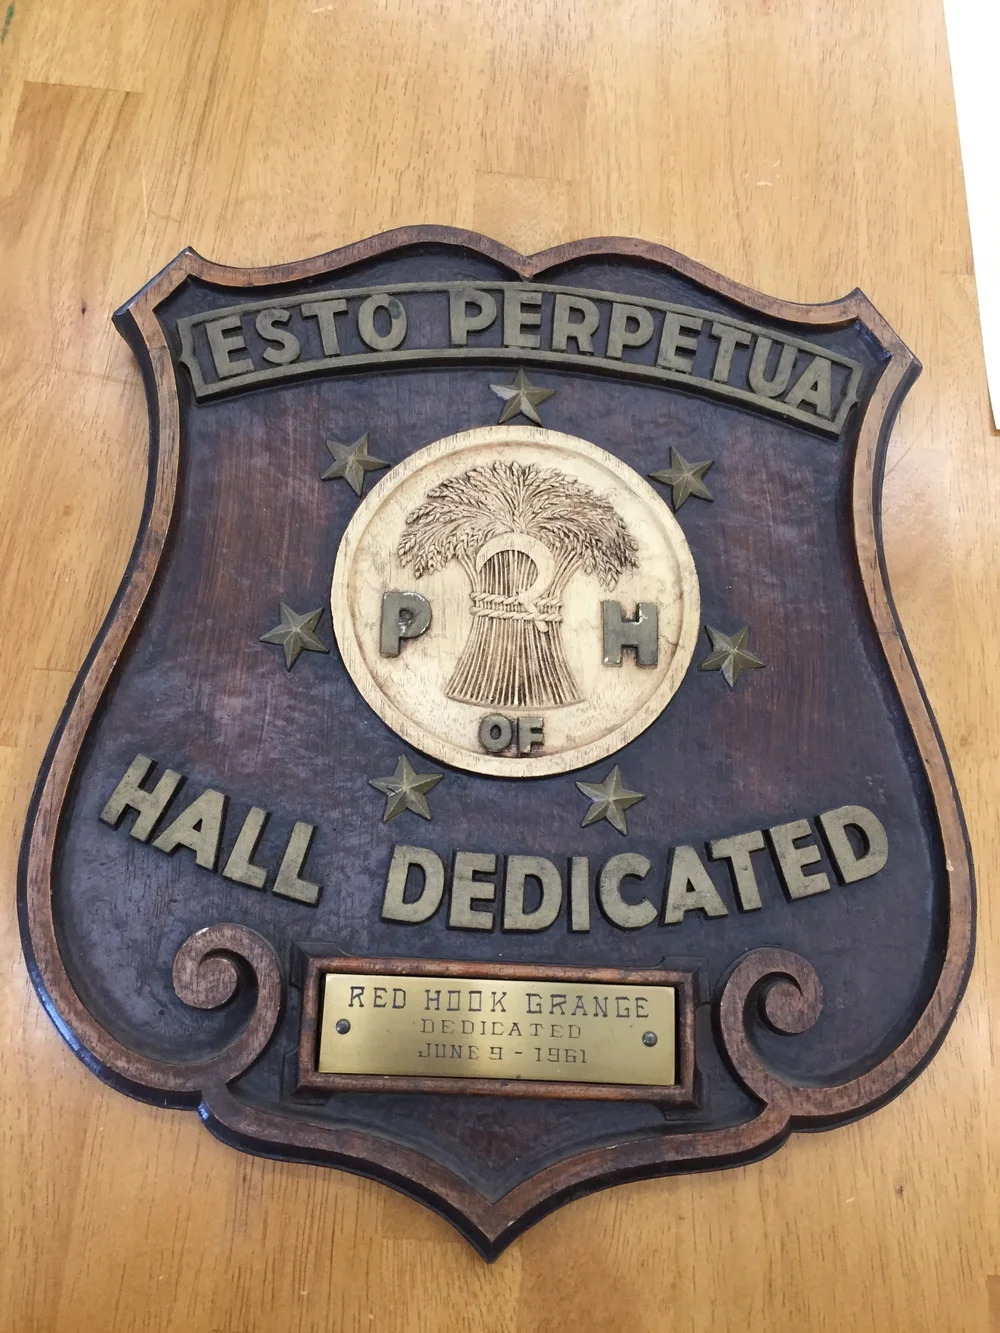 ESTO PERPETUA
P H
OF
HALL DEDICATED
RED HOOK GRANGE
DEDICATED
JUNE 9 - 1961